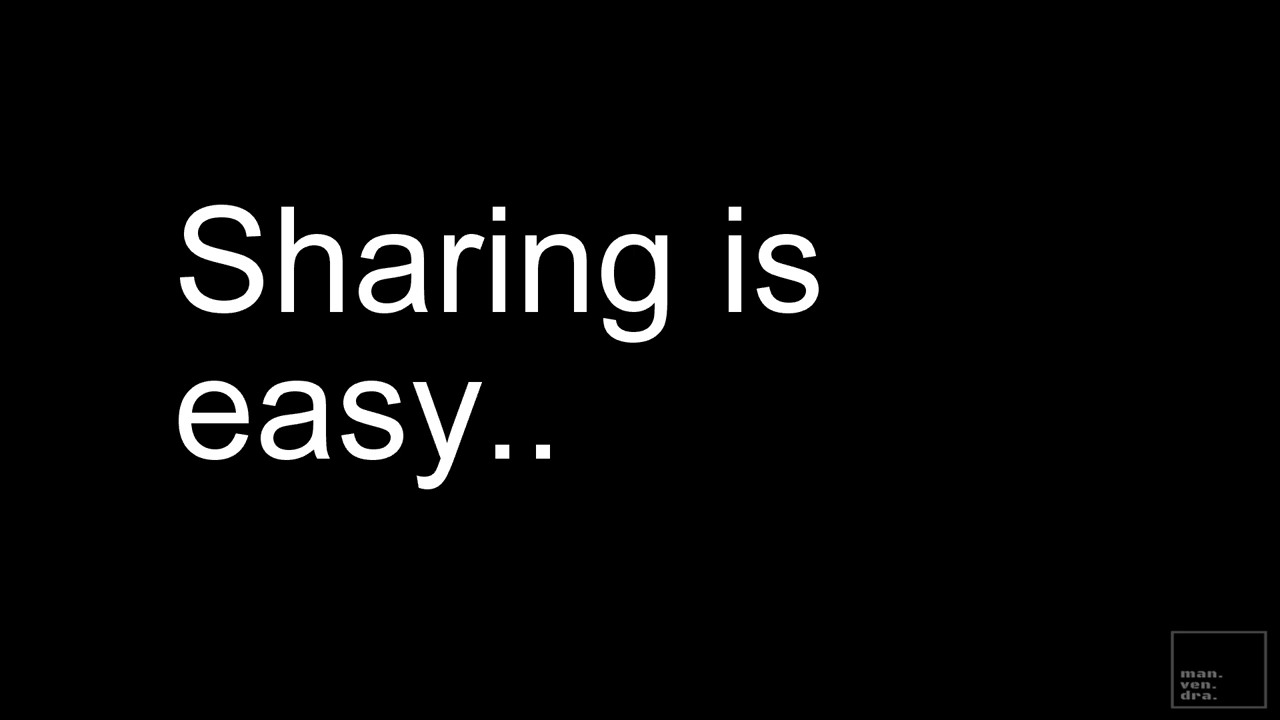 Sharing is
easy..
man.
ven.
dra.